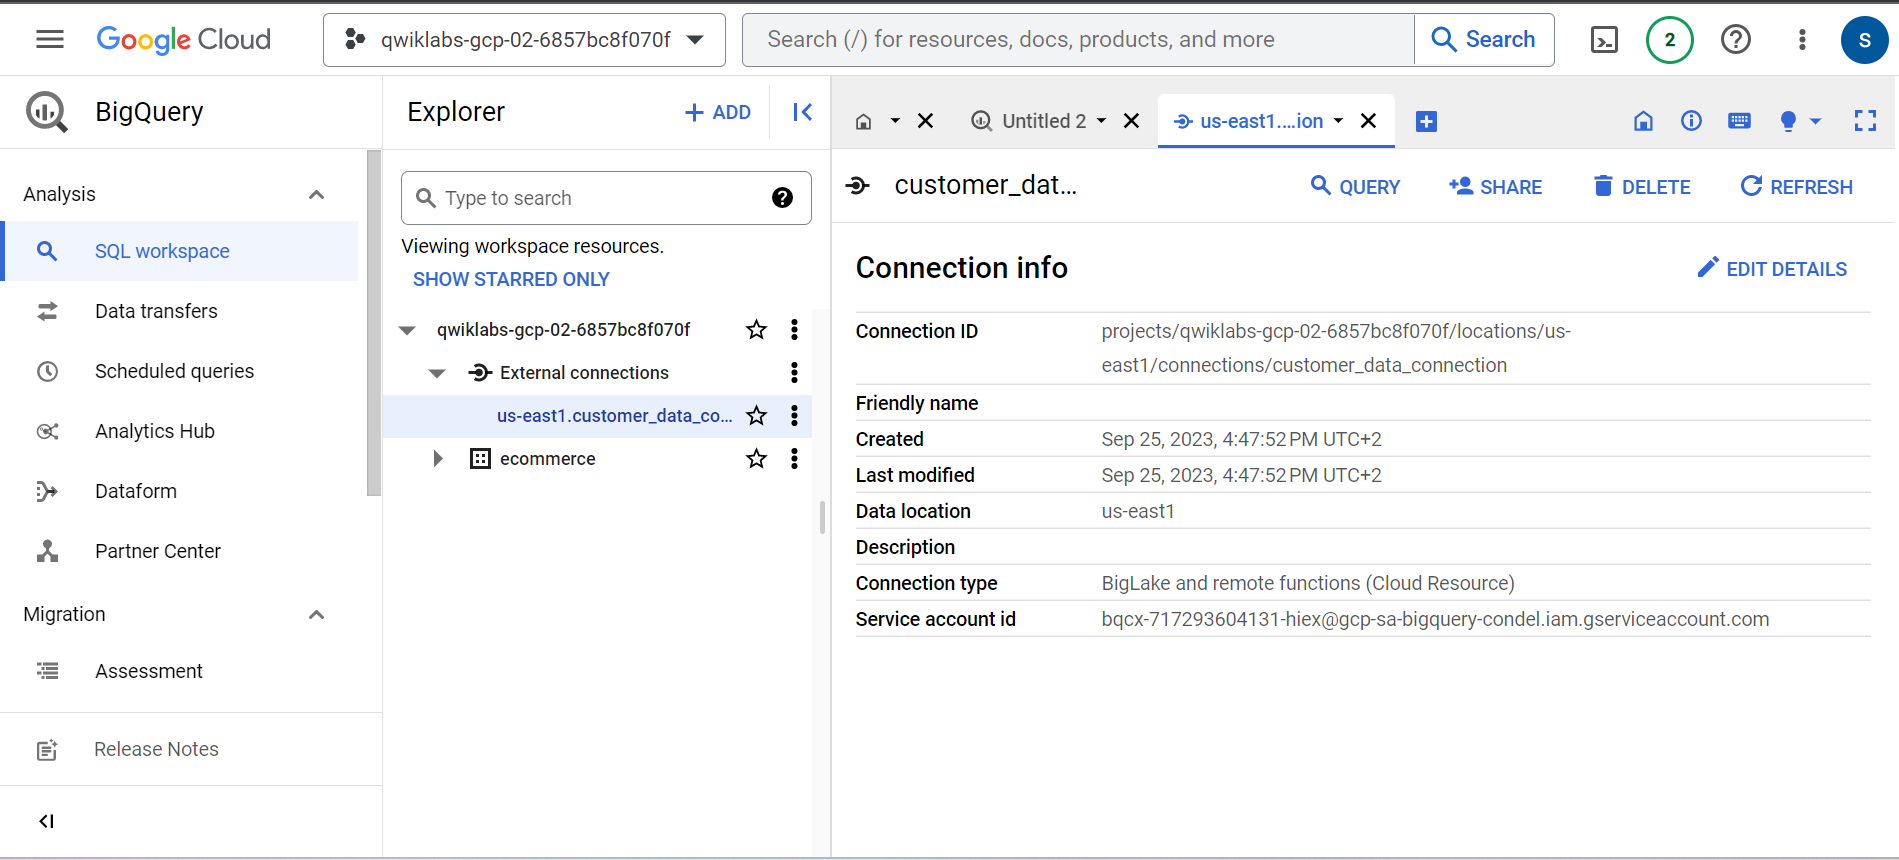 Google Cloud
qwiklabs-gcp-02-6857bc8f070f
Search (/) for resources, docs, products, and more
Search
2
S
BigQuery
Analysis
SQL workspace
Data transfers
Scheduled queries
Analytics Hub
Dataform
Partner Center
Migration
Assessment
Release Notes
Explorer
ADD
Type to search
Viewing workspace resources.
SHOW STARRED ONLY
qwiklabs-gcp-02-6857bc8f070f
External connections
us-east1.customer_data_co...
ecommerce
Untitled 2
us-east1....ion
customer_dat...
QUERY
SHARE
DELETE
REFRESH
Connection info
EDIT DETAILS
Connection ID
projects/qwiklabs-gcp-02-6857bc8f070f/locations/us-
east1/connections/customer_data_connection
Friendly name
Created
Sep 25, 2023, 4:47:52 PM UTC+2
Last modified
Sep 25, 2023, 4:47:52 PM UTC+2
Data location
us-east1
Description
Connection type
BigLake and remote functions (Cloud Resource)
Service account id
bqcx-717293604131-hiex@gcp-sa-bigquery-condel.iam.gserviceaccount.com